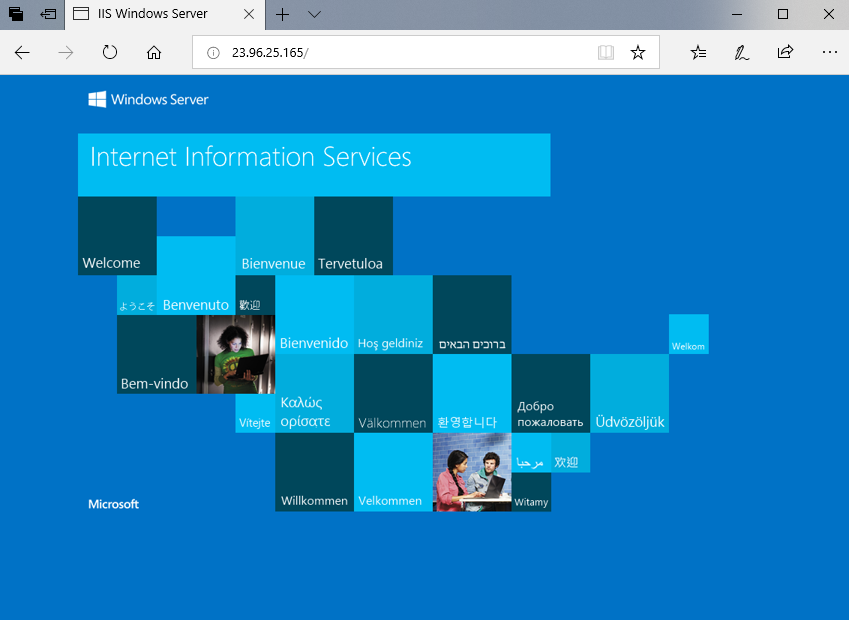 IIS Windows Server
23.96.25.165/
Windows Server
Internet Information Services
Welcome
Bienvenue
Tervetuloa
ようこそ
Benvenuto
歡迎
Bienvenido
Hoş geldiniz
ברוכים הבאים
Welkom
Bem-vindo
Vítejte
Καλώς
ορίσατε
Välkommen
환영합니다
Добро
пожаловать
Üdvözöljük
Willkommen
Velkommen
مرحبا
欢迎
Witamy
Microsoft